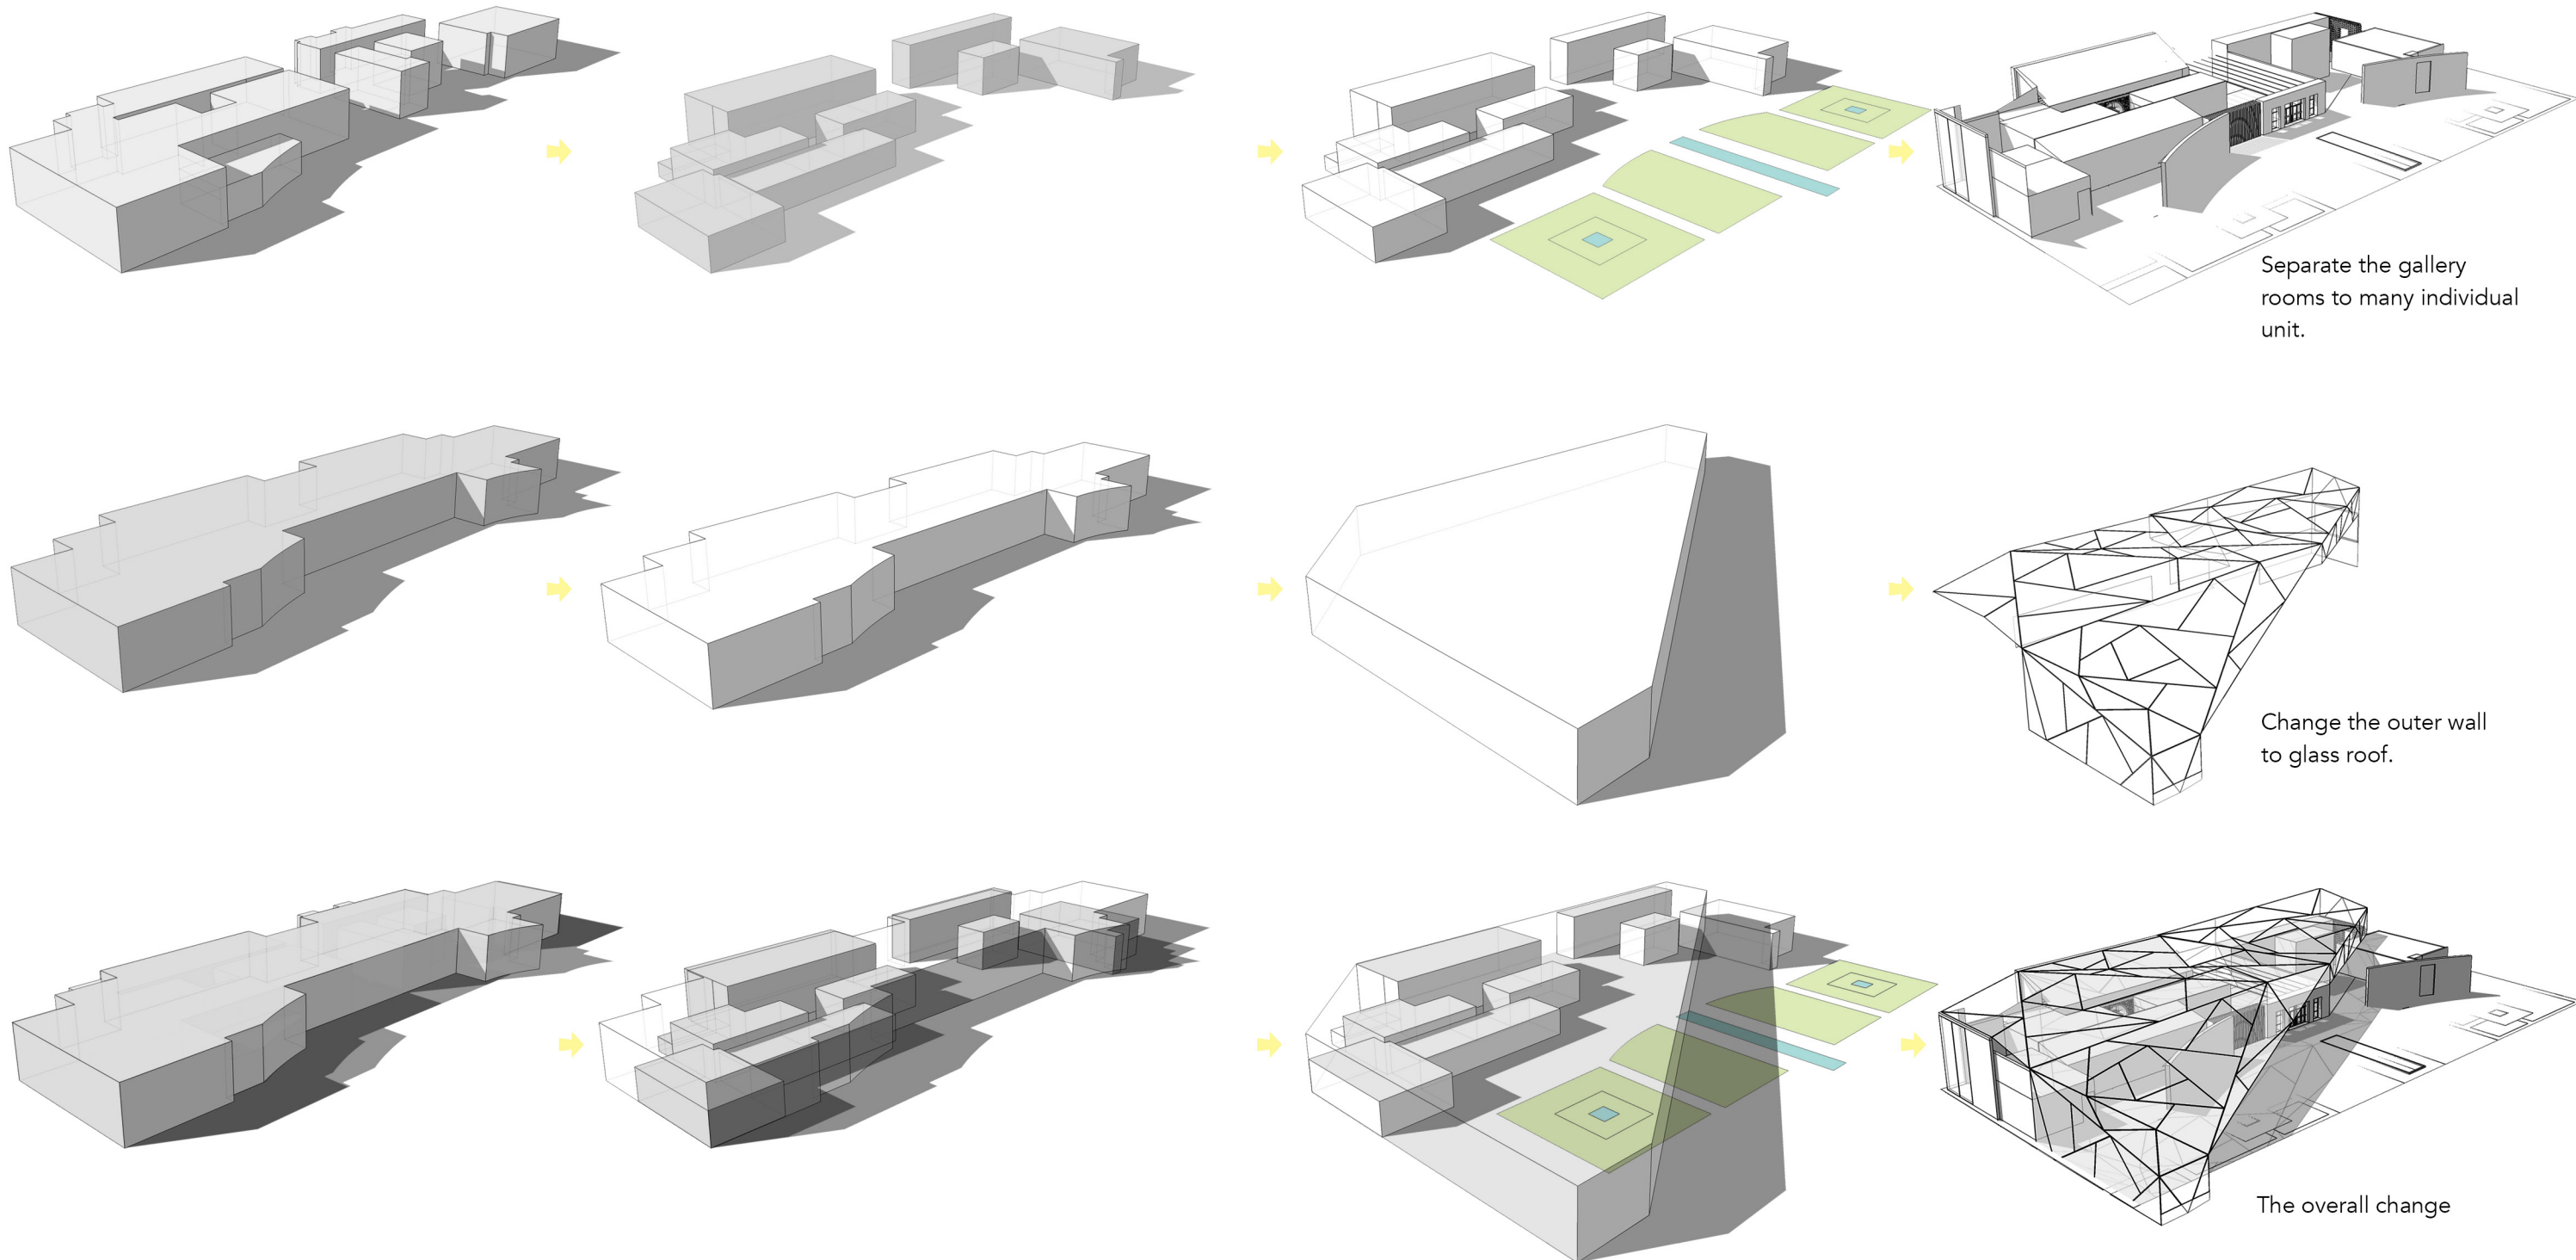 Separate the gallery
rooms to many individual
unit.
Change the outer wall
to glass roof.
The overall change